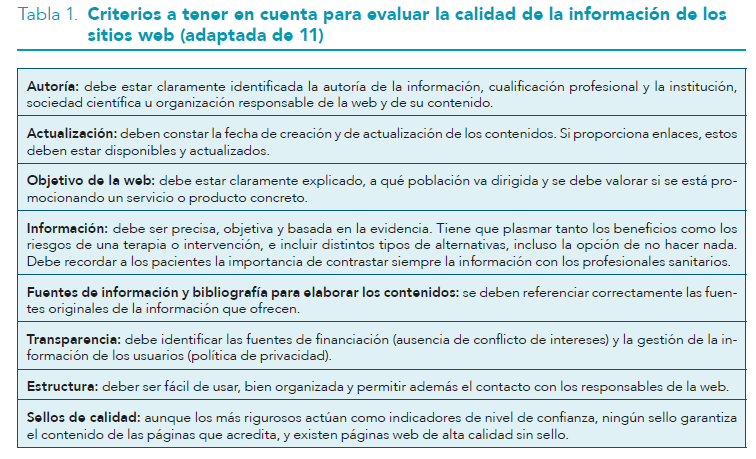 Tabla 1. Criterios a tener en cuenta para evaluar la calidad de la información de los
sitios web (adaptada de 11)
Autoría: debe estar claramente identificada la autoría de la información, cualificación profesional y la institución,
sociedad científica u organización responsable de la web y de su contenido.
Actualización: deben constar la fecha de creación y de actualización de los contenidos. Si proporciona enlaces, estos
deben estar disponibles y actualizados.
Objetivo de la web: debe estar claramente explicado, a qué población va dirigida y se debe valorar si se está pro-
mocionando un servicio o producto concreto.
Información: debe ser precisa, objetiva y basada en la evidencia. Tiene que plasmar tanto los beneficios como los
riesgos de una terapia o intervención, e incluir distintos tipos de alternativas, incluso la opción de no hacer nada.
Debe recordar a los pacientes la importancia de contrastar siempre la información con los profesionales sanitarios.
Fuentes de información y bibliografía para elaborar los contenidos: se deben referenciar correctamente las fuen-
tes originales de la información que ofrecen.
Transparencia: debe identificar las fuentes de financiación (ausencia de conflicto de intereses) y la gestión de la in-
formación de los usuarios (política de privacidad).
Estructura: deber ser fácil de usar, bien organizada y permitir además el contacto con los responsables de la web.
Sellos de calidad: aunque los más rigurosos actúan como indicadores de nivel de confianza, ningún sello garantiza
el contenido de las páginas que acredita, y existen páginas web de alta calidad sin sello.